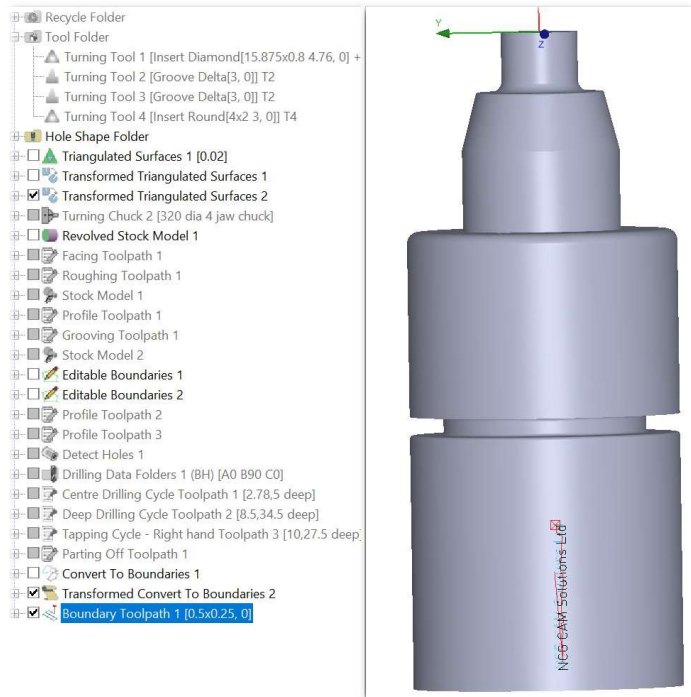 Recycle Folder
Tool Folder
Turning Tool 1 [Insert Diamond[15.875x0.8 4.76, 0] +
Turning Tool 2 [Groove Delta[3, 0]] T2
Turning Tool 3 [Groove Delta[3, 0]] T2
Turning Tool 4 [Insert Round[4x2 3, 0]] T4
Hole Shape Folder
Triangulated Surfaces 1 [0.02]
Transformed Triangulated Surfaces 1
Transformed Triangulated Surfaces 2
Turning Chuck 2 [320 dia 4 jaw chuck]
Revolved Stock Model 1
Facing Toolpath 1
Roughing Toolpath 1
Stock Model 1
Profile Toolpath 1
Grooving Toolpath 1
Stock Model 2
Editable Boundaries 1
Editable Boundaries 2
Profile Toolpath 2
Profile Toolpath 3
Detect Holes 1
Drilling Data Folders 1 (BH) [A0 B90 C0]
Centre Drilling Cycle Toolpath 1 [2.78,5 deep]
Deep Drilling Cycle Toolpath 2 [8.5,34.5 deep]
Tapping Cycle - Right hand Toolpath 3 [10,27.5 deep]
Parting Off Toolpath 1
Convert To Boundaries 1
Transformed Convert To Boundaries 2
Boundary Toolpath 1 [0.5x0.25, 0]
Y
Z
NCG CAM Solutions Ltd